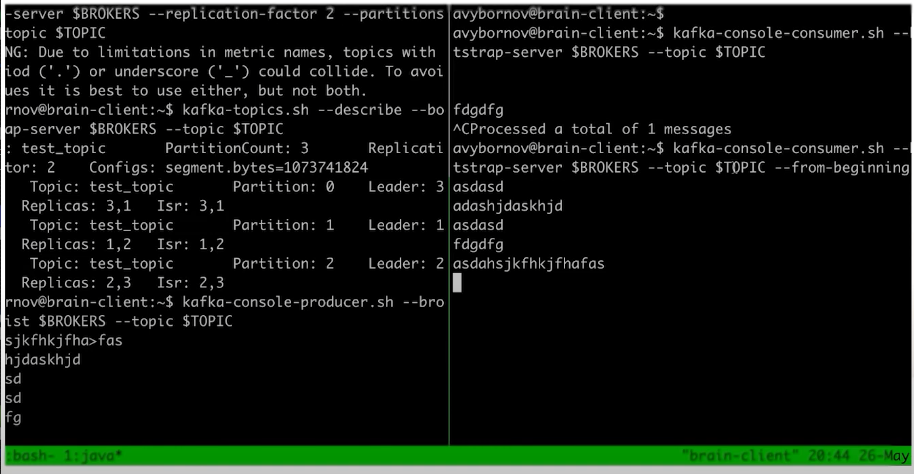 -server $BROKERS --replication-factor 2 --partitions
topic $TOPIC
NG: Due to limitations in metric names, topics with
iod ('.') or underscore ('_') could collide. To avoi
ues it is best to use either, but not both.
rnov@brain-client:~$ kafka-topics.sh --describe --bo
ap-server $BROKERS --topic $TOPIC
: test_topic PartitionCount: 3 Replicati
tor: 2 Configs: segment.bytes=1073741824
Topic: test_topic Partition: 0 Leader: 3
Replicas: 3,1 Isr: 3,1
Topic: test_topic Partition: 1 Leader: 1
Replicas: 1,2 Isr: 1,2
Topic: test_topic Partition: 2 Leader: 2
Replicas: 2,3 Isr: 2,3
rnov@brain-client:~$ kafka-console-producer.sh --bro
ist $BROKERS --topic $TOPIC
sjkfhkjfha>fas
hjdaskhjd
sd
sd
fg
avybornov@brain-client:~$
avybornov@brain-client:~$ kafka-console-consumer.sh --b
tstrap-server $BROKERS --topic $TOPIC
fdgdfg
^CProcessed a total of 1 messages
avybornov@brain-client:~$ kafka-console-consumer.sh --b
tstrap-server $BROKERS --topic $TOPIC --from-beginning
asdasd
adashjdaskhjd
asdasd
fdgdfg
asdahsjkfhkjfhafas
:bash- 1:java* "brain-client" 20:44 26-May